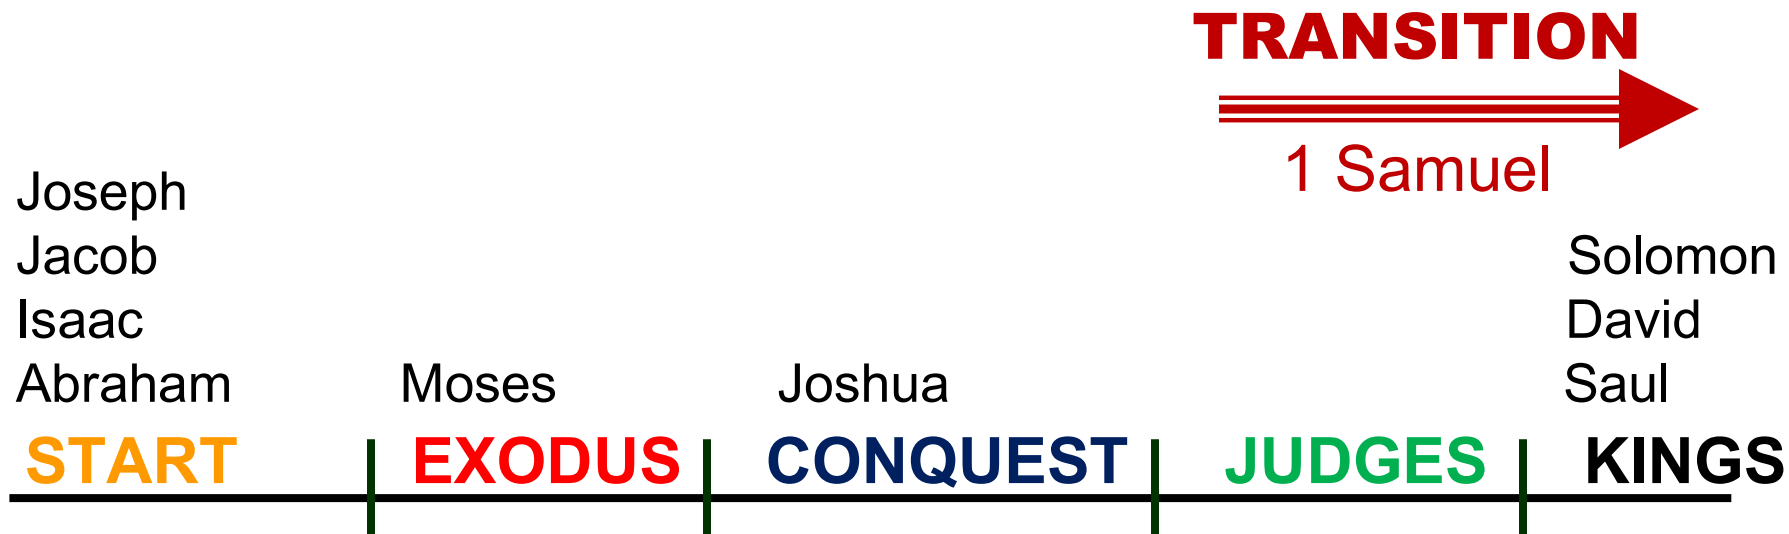 TRANSITION
1 Samuel
Joseph
Jacob
Isaac
Abraham
Moses
Joshua
Solomon
David
Saul
START
EXODUS
CONQUEST
JUDGES
KINGS